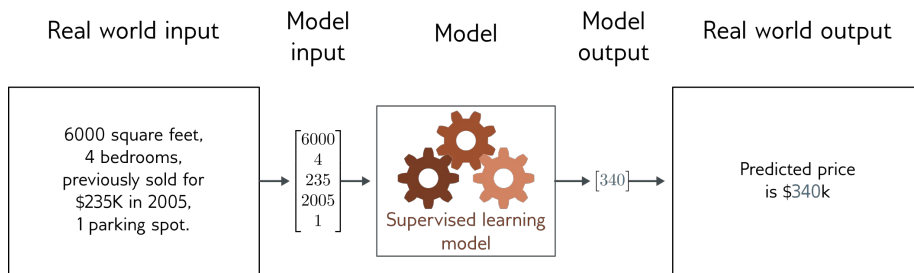 Real world input
Model
input
Model
Model
output
Real world output
6000 square feet,
4 bedrooms,
previously sold for
$235K in 2005,
1 parking spot.
6000
4
235
2005
1
Supervised learning
model
[340]
Predicted price
is $340k